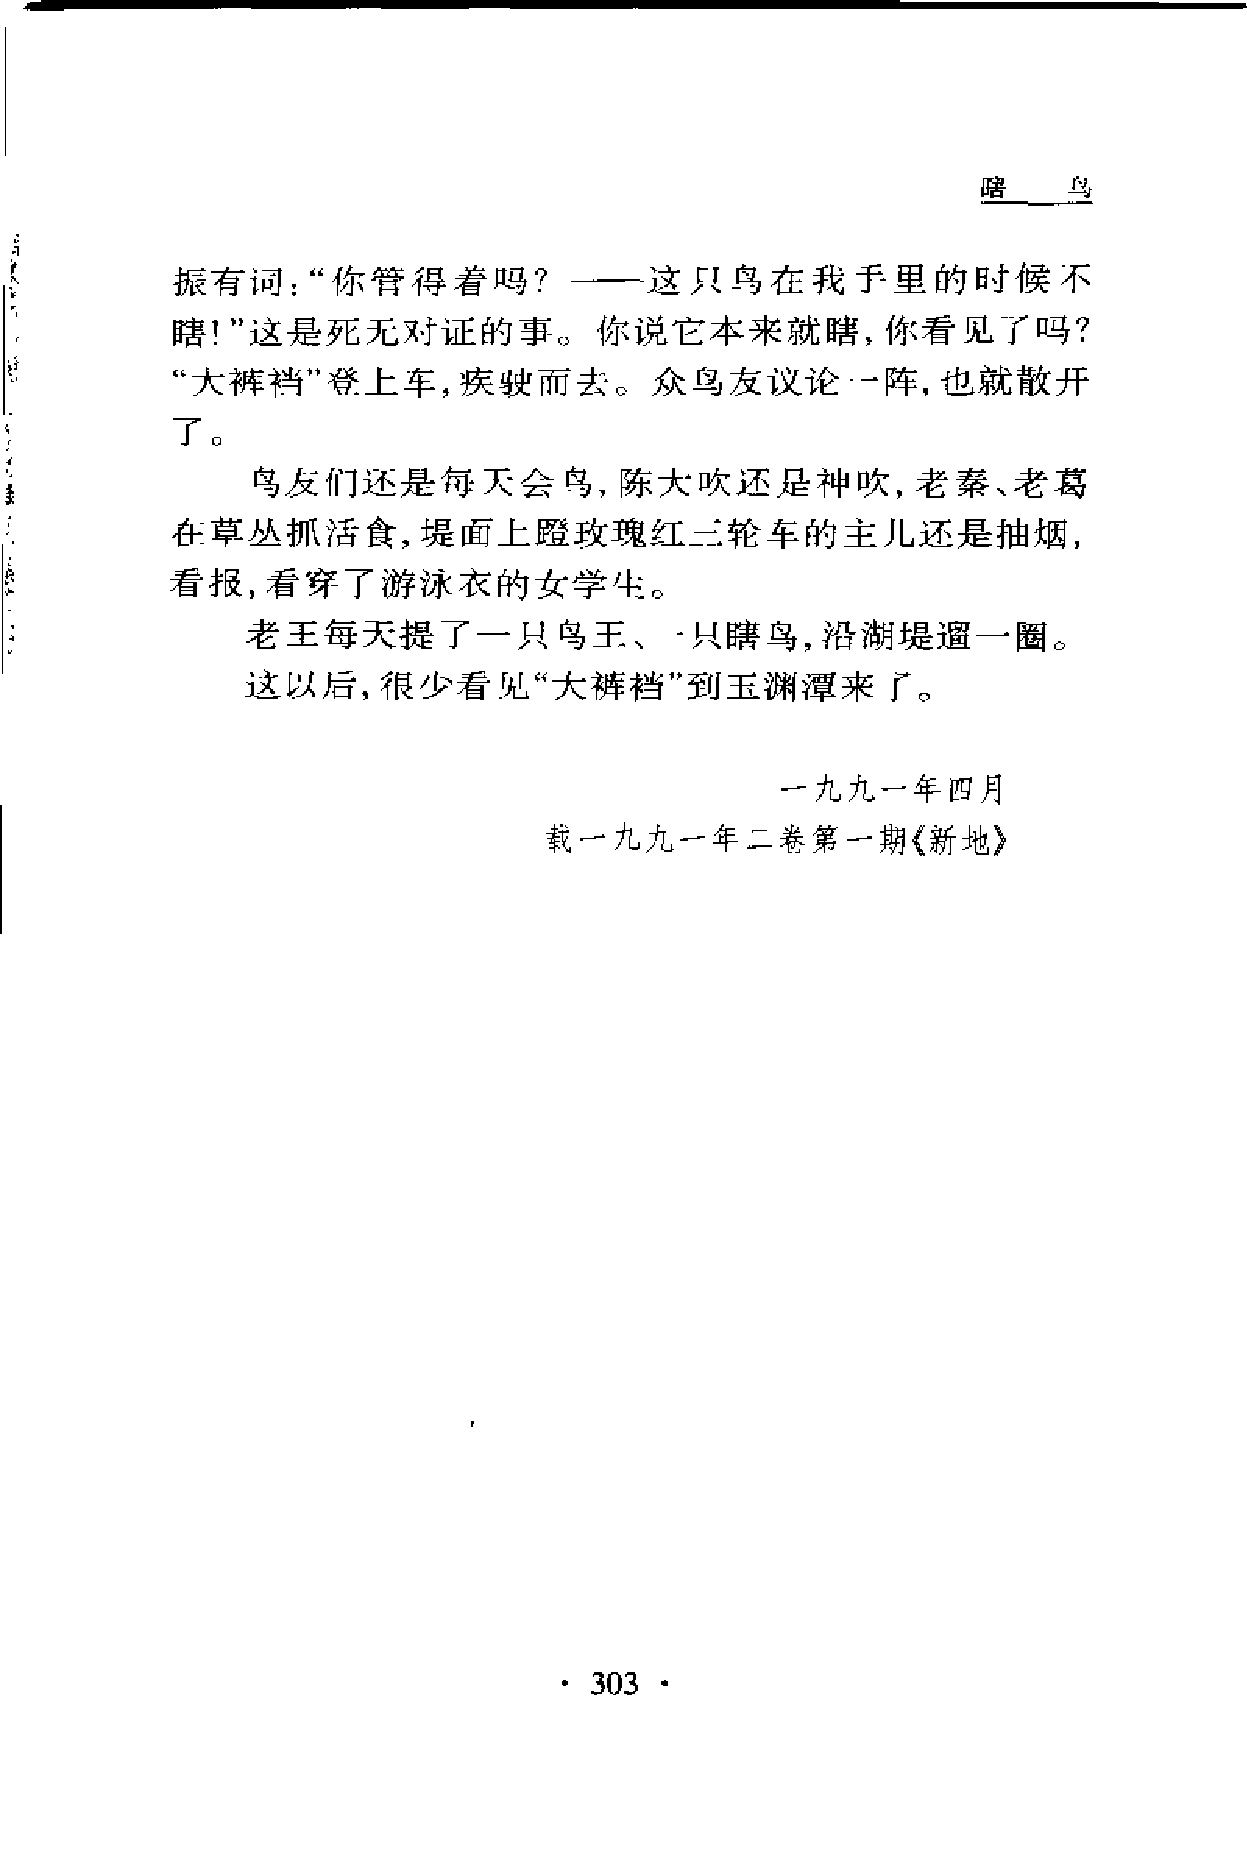 瞎 鸟
振有词：“你管得着吗？——这只鸟在我手里的时候不
瞎！”这是死无对证的事。你说它本来就瞎，你看见了吗？
“大裤裆”登上车，疾驶而去。众鸟友议论一阵，也就散开
了。
鸟友们还是每天会鸟，陈大吹还是神吹，老秦、老葛
在草丛抓活食，堤面上蹬玫瑰红三轮车的主儿还是抽烟，
看报，看穿了游泳衣的女学生。
老王每天提了一只鸟王、一只瞎鸟，沿湖堤遛一圈。
这以后，很少看见“大裤裆”到玉渊潭来了。
一九九一年四月
载一九九一年二卷第一期《新地》
· 303 ·